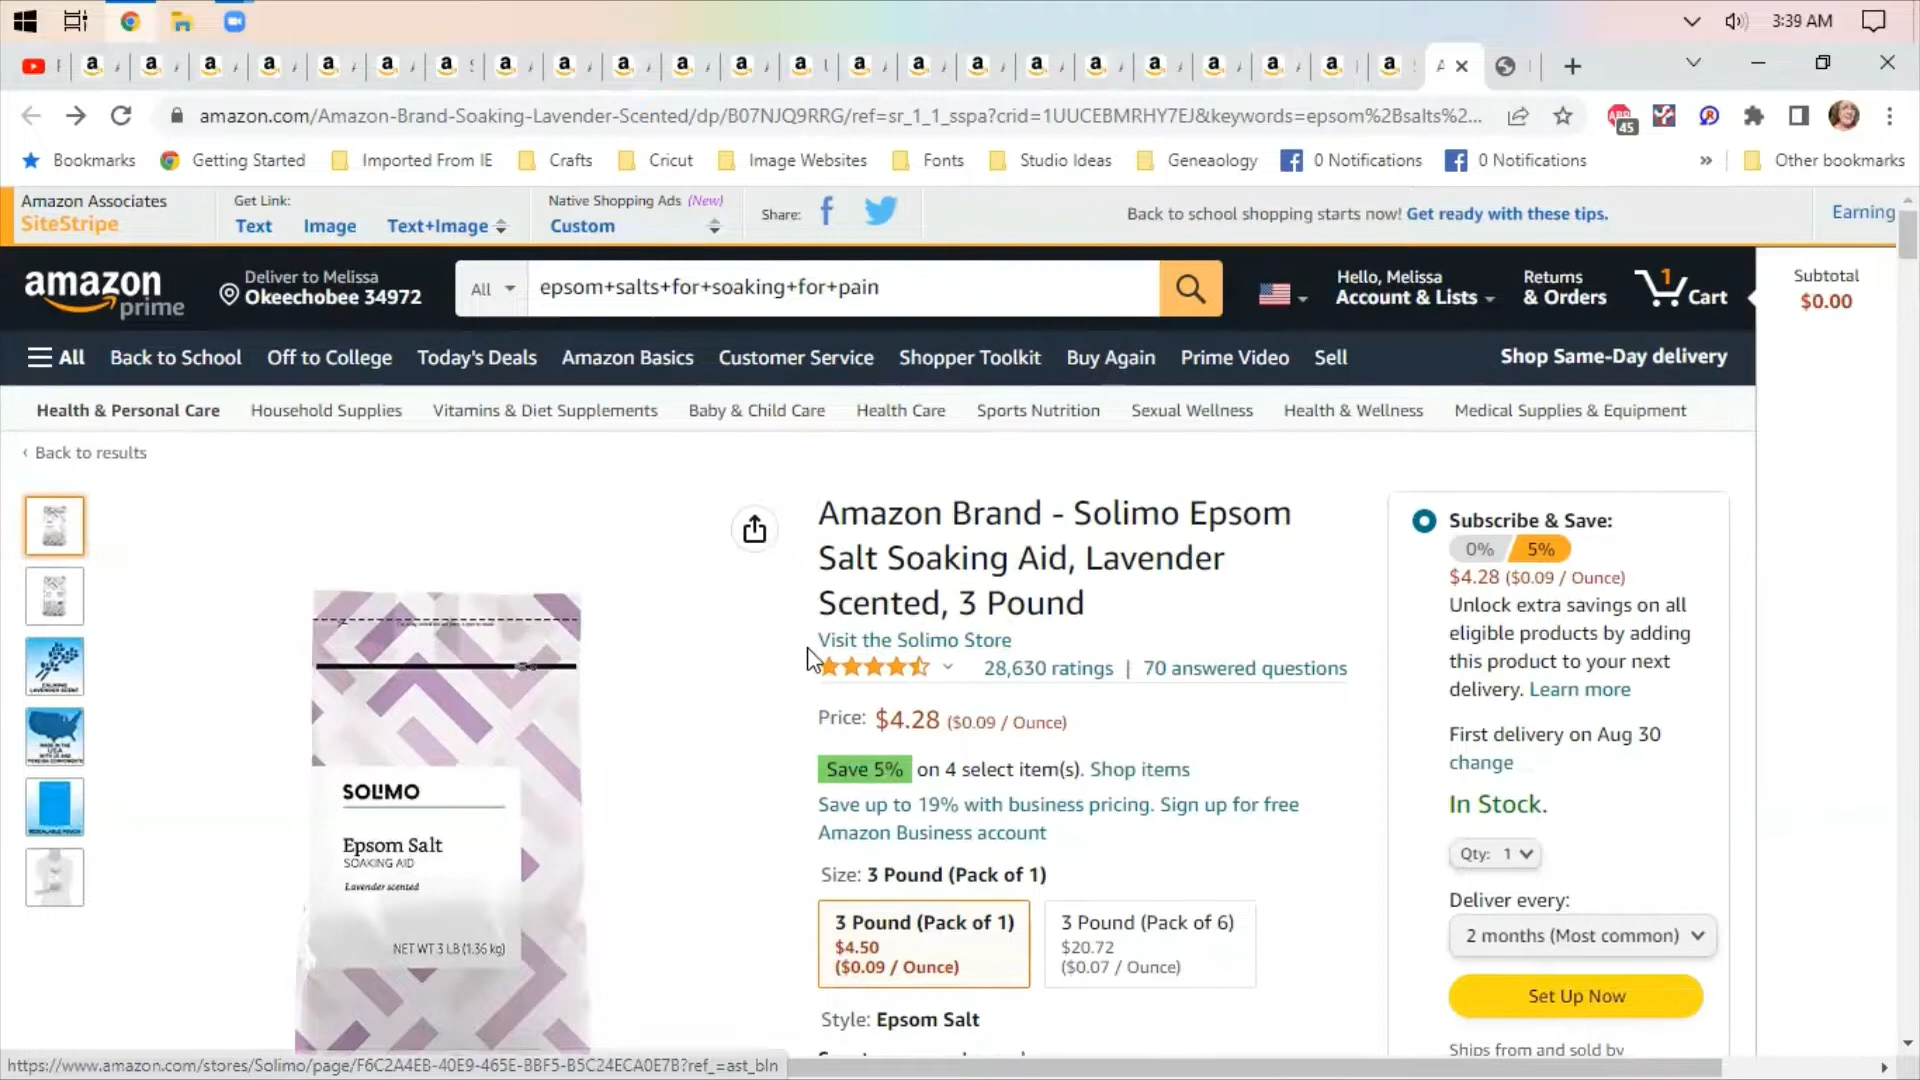 3:39 AM
amazon.com/Amazon-Brand-Soaking-Lavender-Scented/dp/B07NJQ9RRG/ref=sr_1_1_sspa?crid=1UUCEBMRHY7EJ&keywords=epsom%2Bsalts%2...
45
Bookmarks Getting Started Imported From IE Crafts Cricut Image Websites Fonts Studio Ideas Geneaology 0 Notifications 0 Notifications » Other bookmarks
Amazon Associates
SiteStripe
Get Link:
Text Image Text+Image
Native Shopping Ads (New)
Custom
Share:
Back to school shopping starts now! Get ready with these tips.
Earning
amazon
prime
Deliver to Melissa
Okeechobee 34972
All
epsom+salts+for+soaking+for+pain
Hello, Melissa
Account & Lists
Returns
& Orders
1
Cart
Subtotal
$0.00
All Back to School Off to College Today's Deals Amazon Basics Customer Service Shopper Toolkit Buy Again Prime Video Sell Shop Same-Day delivery
Health & Personal Care Household Supplies Vitamins & Diet Supplements Baby & Child Care Health Care Sports Nutrition Sexual Wellness Health & Wellness Medical Supplies & Equipment
‹ Back to results
SOLIMO
Epsom Salt
SOAKING AID
Lavender scented
NET WT 3 LB (1.36 kg)
Amazon Brand - Solimo Epsom
Salt Soaking Aid, Lavender
Scented, 3 Pound
Visit the Solimo Store
28,630 ratings | 70 answered questions
Price: $4.28 ($0.09 / Ounce)
Save 5% on 4 select item(s). Shop items
Save up to 19% with business pricing. Sign up for free
Amazon Business account
Size: 3 Pound (Pack of 1)
3 Pound (Pack of 1)
$4.50
($0.09 / Ounce)
3 Pound (Pack of 6)
$20.72
($0.07 / Ounce)
Style: Epsom Salt
Subscribe & Save:
0% 5%
$4.28 ($0.09 / Ounce)
Unlock extra savings on all
eligible products by adding
this product to your next
delivery. Learn more
First delivery on Aug 30
change
In Stock.
Qty: 1
Deliver every:
2 months (Most common)
Set Up Now
Ships from and sold by
https://www.amazon.com/stores/Solimo/page/F6C2A4EB-40E9-465E-BBF5-B5C24ECA0E7B?ref_=ast_bln